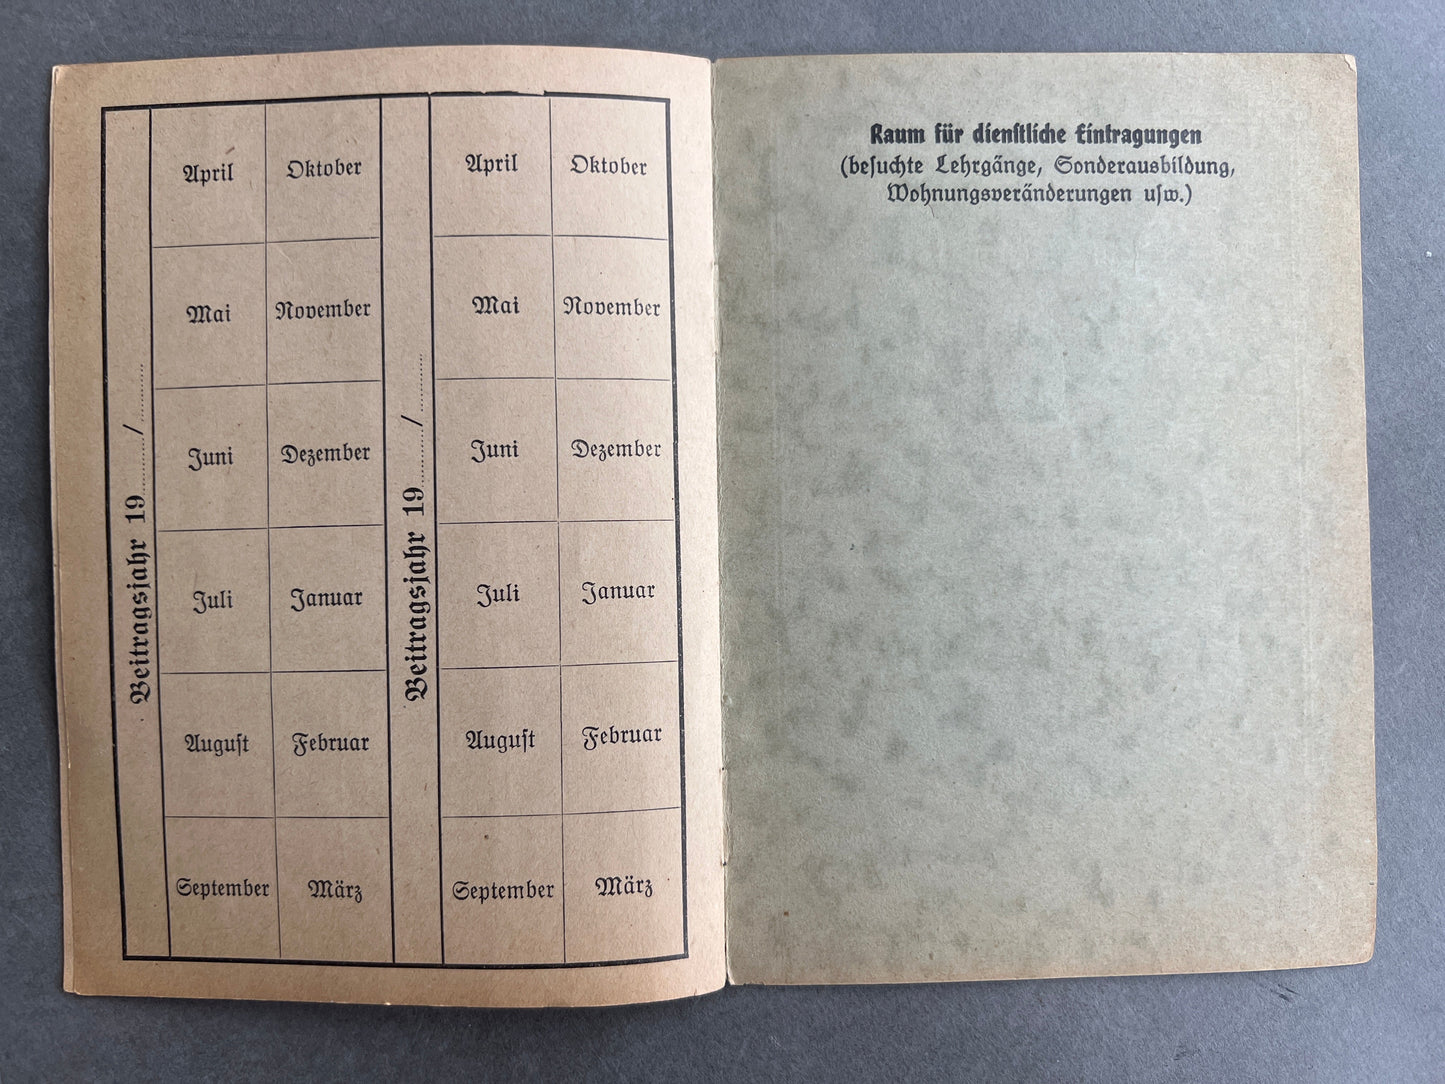 Beitragsjahr 19........../..........
April Oktober
Mai November
Juni Dezember
Juli Januar
Auguſt Februar
September März
Beitragsjahr 19........../..........
April Oktober
Mai November
Juni Dezember
Juli Januar
Auguſt Februar
September März
Raum für dienſtliche Eintragungen
(beſuchte Lehrgänge, Sonderausbildung,
Wohnungsveränderungen uſw.)